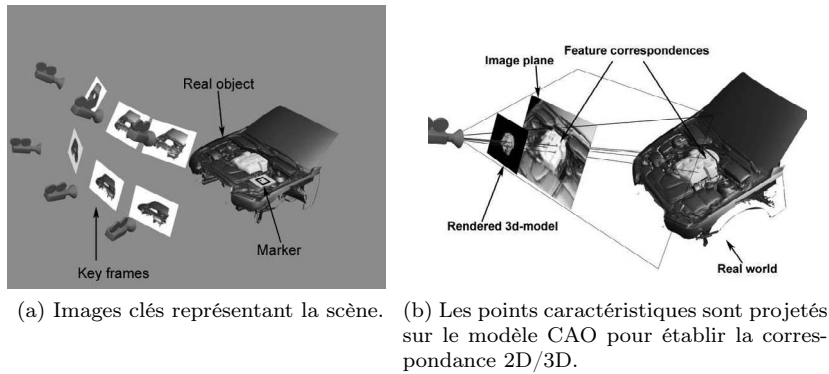 Real object
Marker
Key frames
Feature correspondences
Image plane
Rendered 3d-model
Real world
(a) Images clés représentant la scène.
(b) Les points caractéristiques sont projetés
sur le modèle CAO pour établir la corres-
pondance 2D/3D.